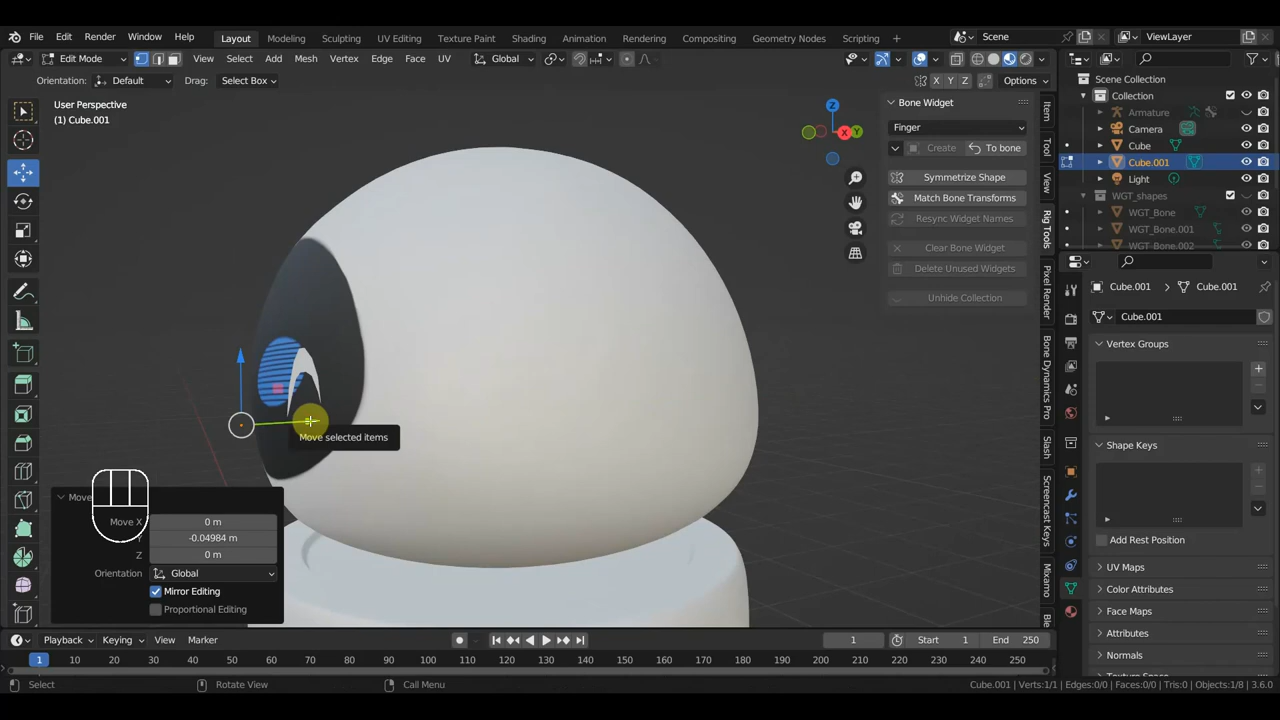 File Edit Render Window Help Layout Modeling Sculpting UV Editing Texture Paint Shading Animation Rendering Compositing Geometry Nodes Scripting Scene ViewLayer
Edit Mode View Select Add Mesh Vertex Edge Face UV Global
Orientation: Default Drag: Select Box X Y Z Options
Scene Collection
Collection
Armature
Camera
Cube
Cube.001
Light
WGT_shapes
WGT_Bone
WGT_Bone.001
WGT_Bone.002
User Perspective
(1) Cube.001
Z
X Y
Bone Widget
Finger
Create To bone
Symmetrize Shape
Match Bone Transforms
Resync Widget Names
Clear Bone Widget
Delete Unused Widgets
Unhide Collection
Item
Tool
View
Rig Tools
Pixel Render
Bone Dynamics Pro
Slash
Screencast Keys
Mixamo
Ble
Cube.001 Cube.001
Cube.001
Vertex Groups
Shape Keys
Add Rest Position
UV Maps
Color Attributes
Face Maps
Attributes
Normals
Move selected items
Move
Move X 0 m
-0.04984 m
Z 0 m
Orientation Global
Mirror Editing
Proportional Editing
Playback Keying View Marker 1 Start 1 End 250
1 10 20 30 40 50 60 70 80 90 100 110 120 130 140 150 160 170 180 190 200 210 220 230 240 250
Select Rotate View Call Menu Cube.001 | Verts:1/1 | Edges:0/0 | Faces:0/0 | Tris:0 | Objects:1/8 | 3.6.0